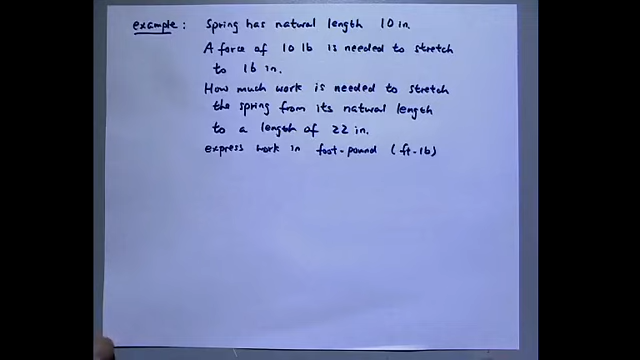 example: Spring has natural length 10 in.
A force of 10 lb is needed to stretch
to 16 in.
How much work is needed to stretch
the spring from its natural length
to a length of 22 in.
express work in foot-pound (ft-lb)